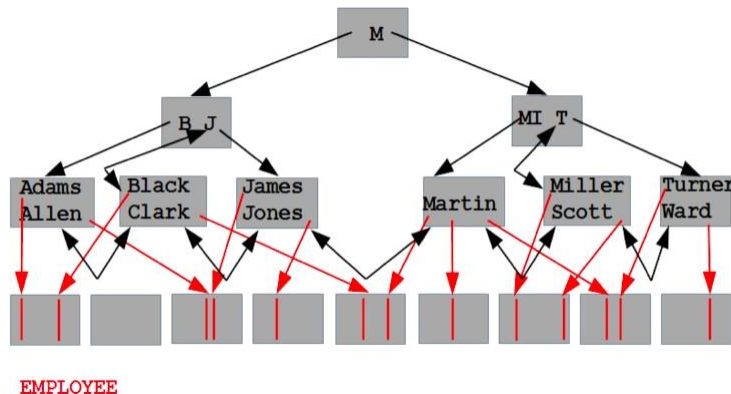 M
B J
MI T
Adams
Allen
Black
Clark
James
Jones
Martin
Miller
Scott
Turner
Ward
EMPLOYEE